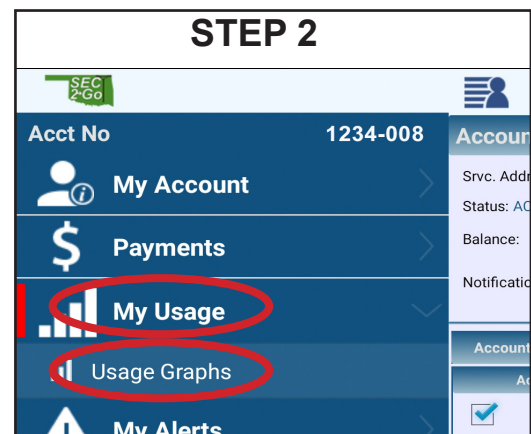 STEP 2
SEC
2•Go
Acct No 1234-008
My Account
Payments
My Usage
Usage Graphs
My Alerts
Accoun
Srvc. Addr
Status: AC
Balance:
Notificatio
Account
Ac